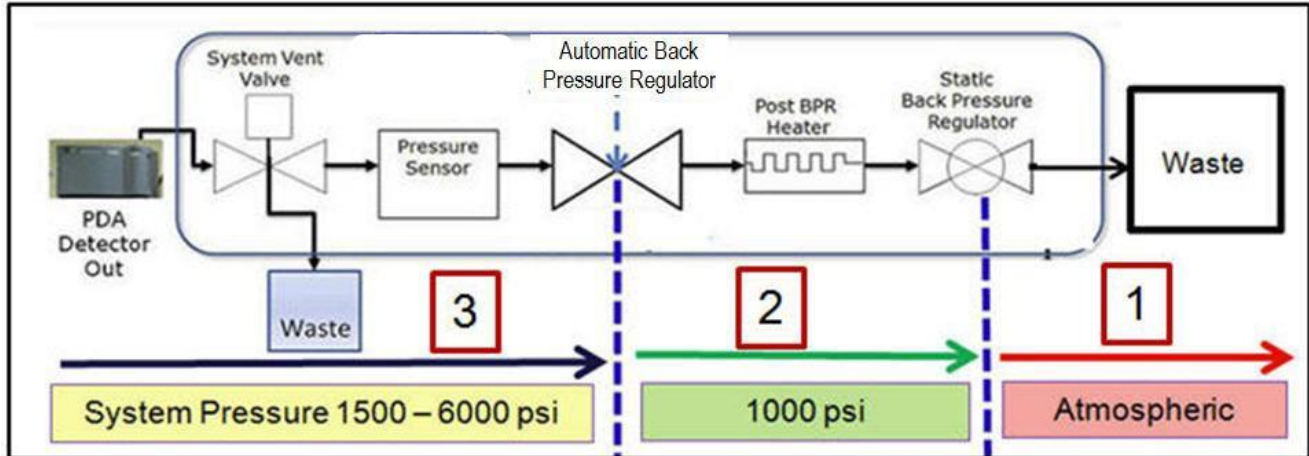 System Vent
Valve
Automatic Back
Pressure Regulator
Static
Back Pressure
Regulator
Post BPR
Heater
Pressure
Sensor
Waste
PDA
Detector
Out
Waste
3
2
1
System Pressure 1500 – 6000 psi
1000 psi
Atmospheric